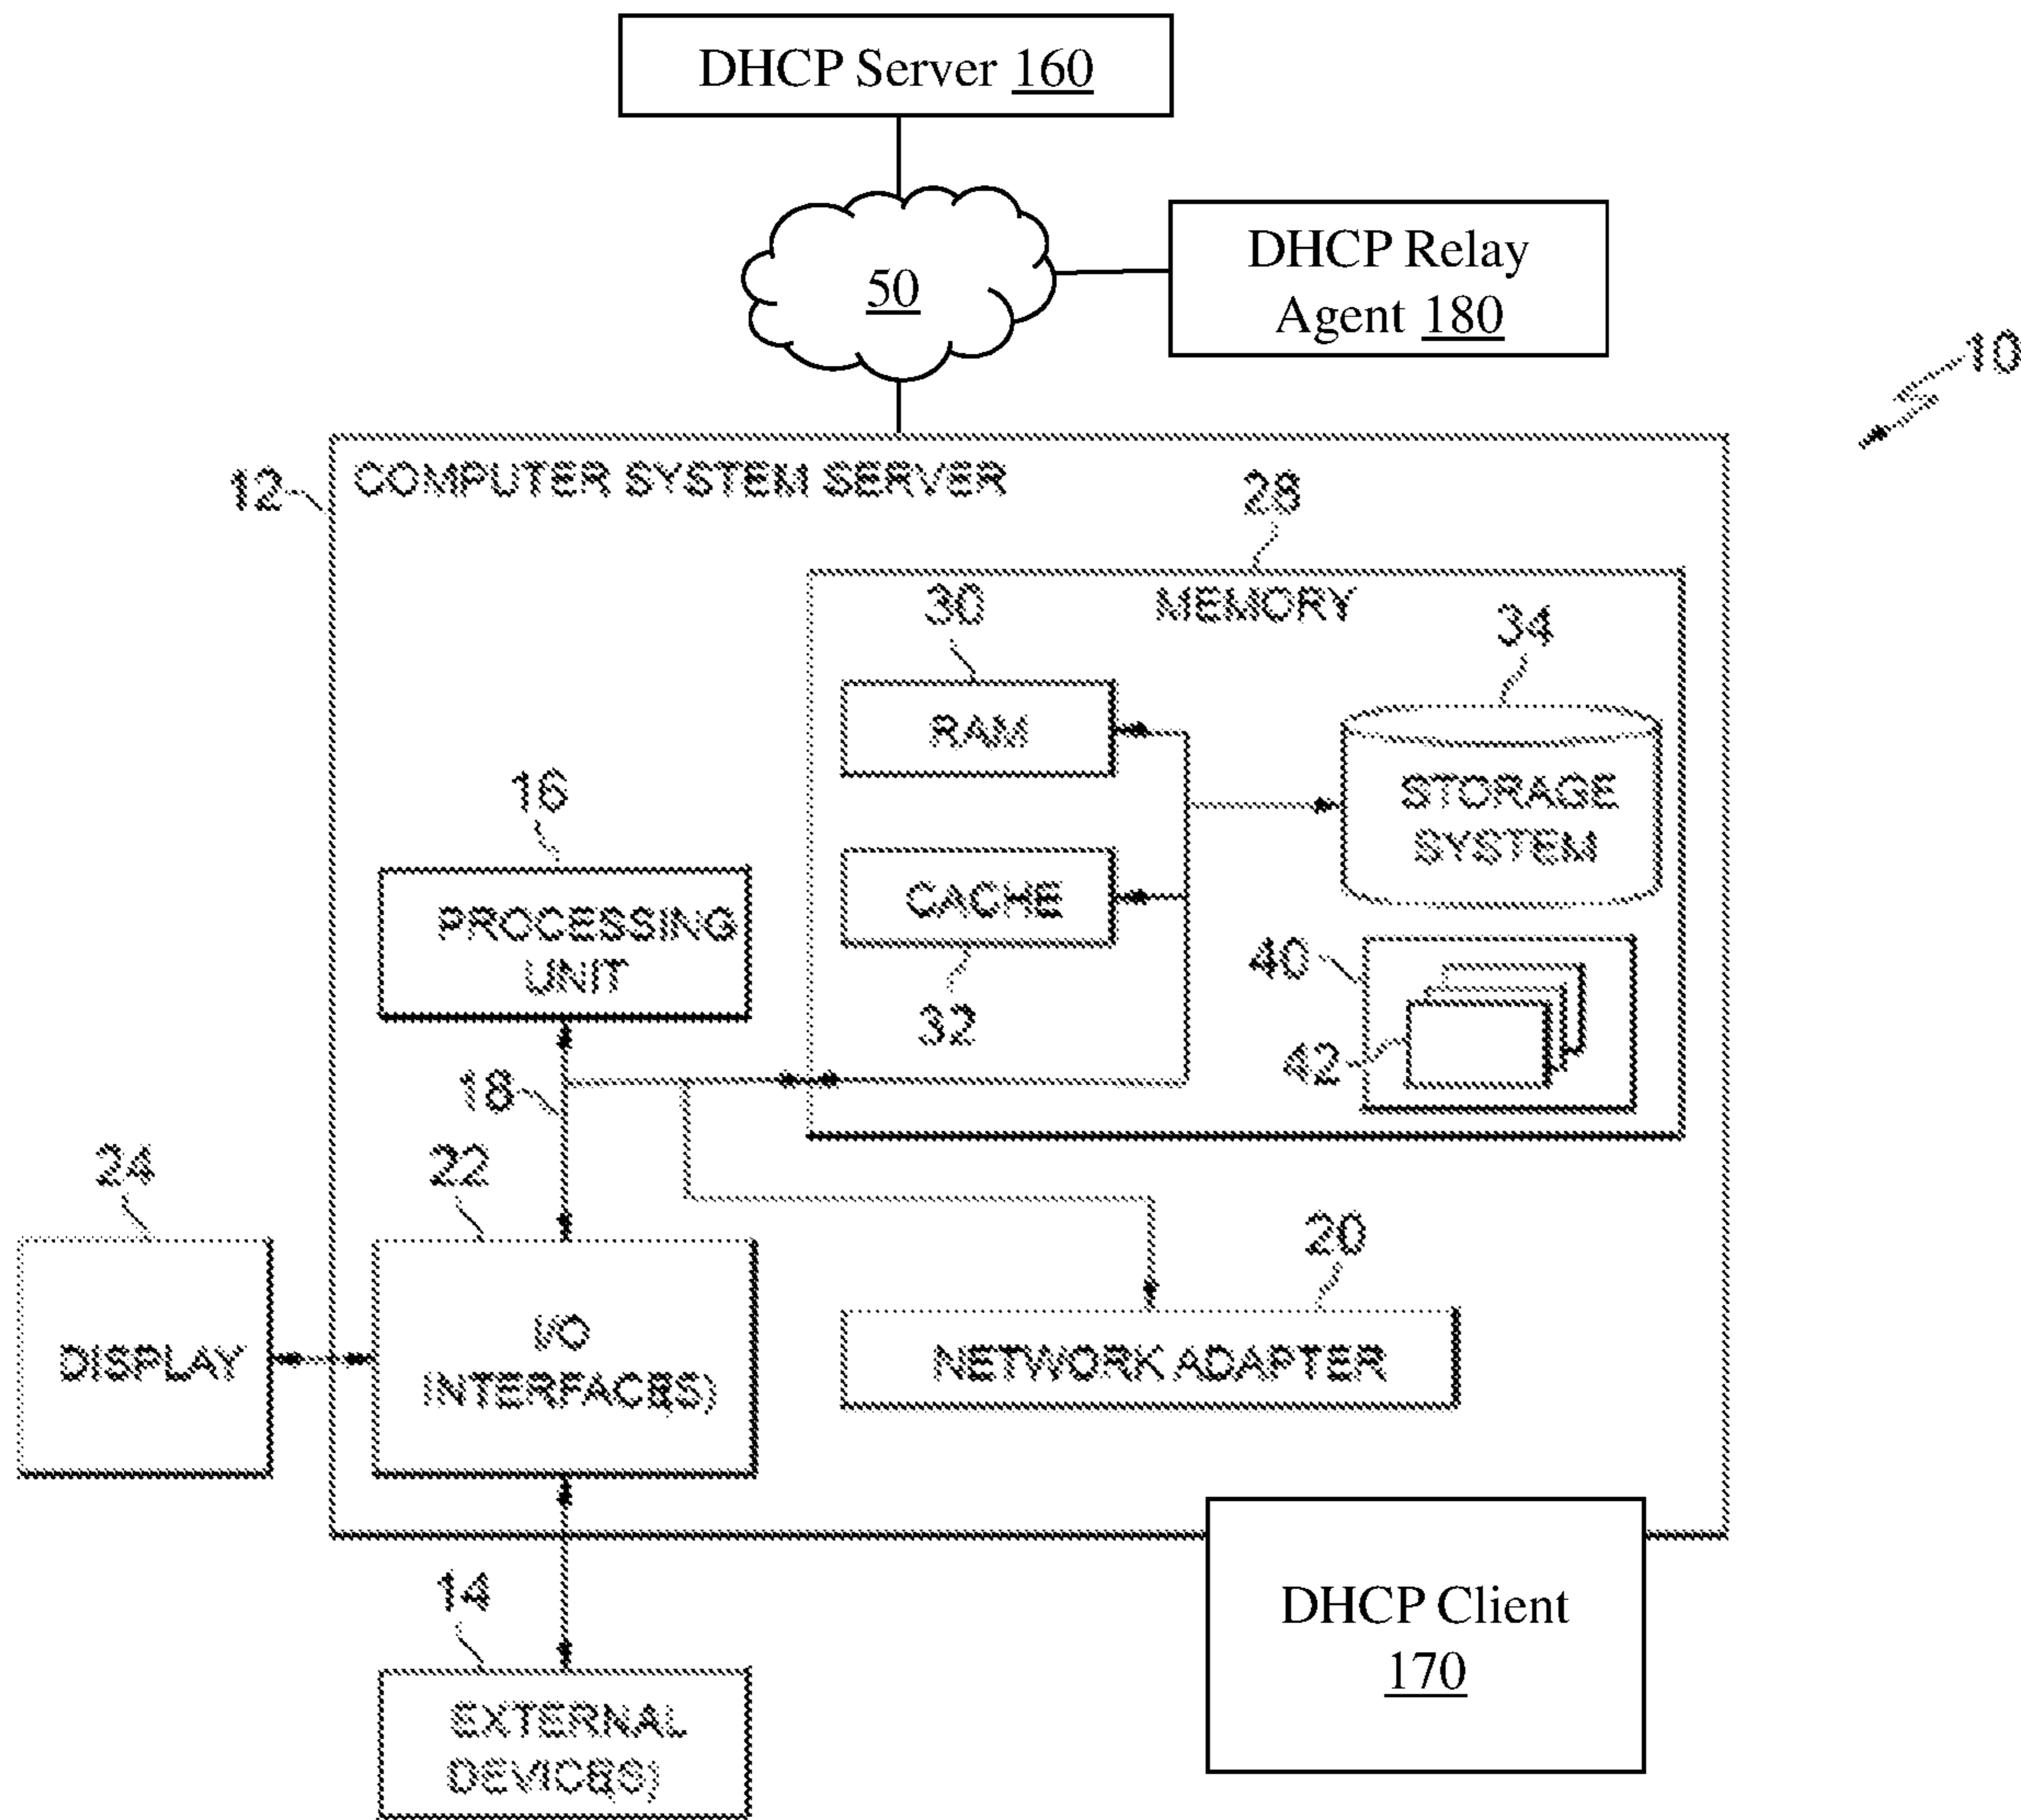 DHCP Server 160
50
DHCP Relay
Agent 180
10
12
COMPUTER SYSTEM SERVER
28
MEMORY
30
34
RAM
STORAGE
SYSTEM
16
CACHE
PROCESSING
UNIT
40
32
42
18
24
22
20
DISPLAY
I/O
INTERFACE(S)
NETWORK ADAPTER
14
DHCP Client
170
EXTERNAL
DEVICE(S)